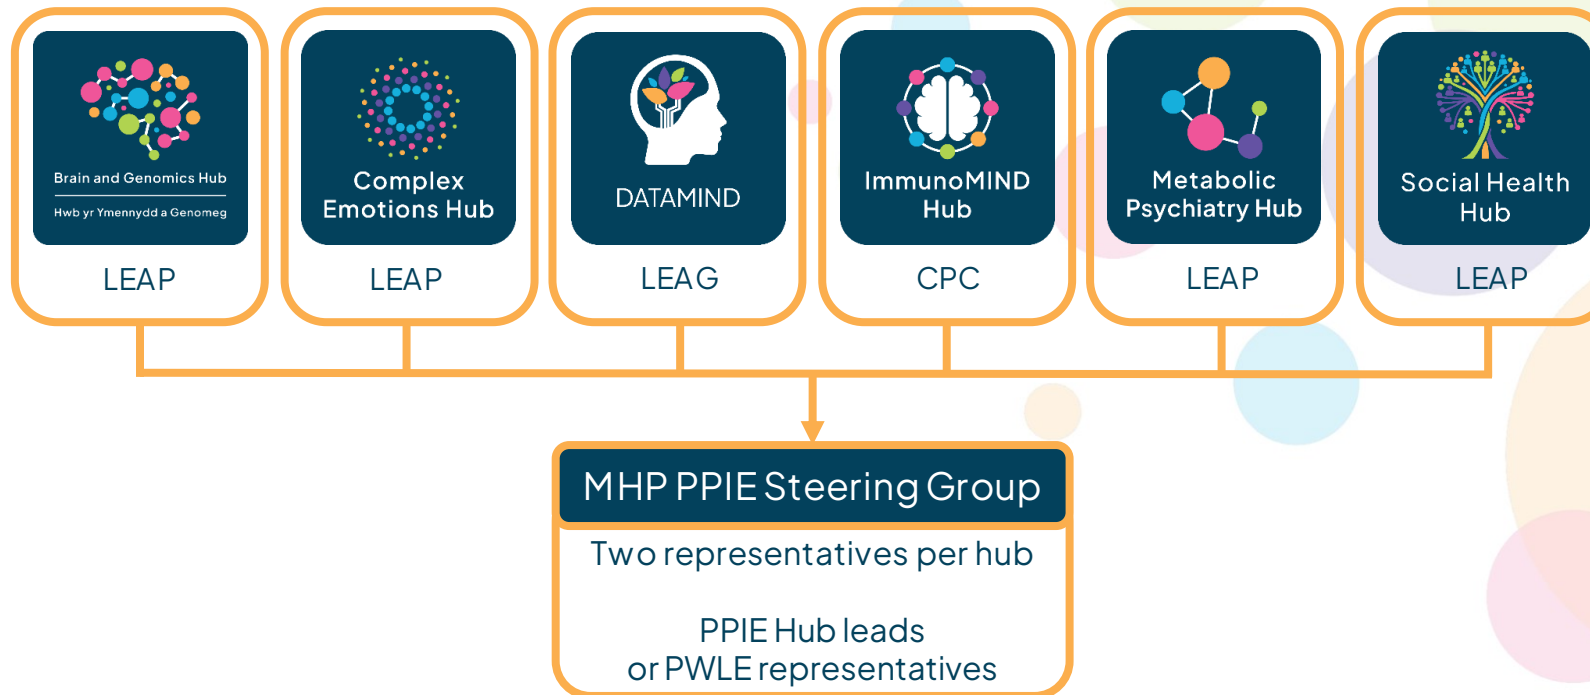 Brain and Genomics Hub
Hwb yr Ymennydd a Genomeg
LEAP
Complex
Emotions Hub
LEAP
DATAMIND
LEAG
ImmunoMIND
Hub
CPC
Metabolic
Psychiatry Hub
LEAP
Social Health
Hub
LEAP
MHP PPIE Steering Group
Two representatives per hub
PPIE Hub leads
or PWLE representatives